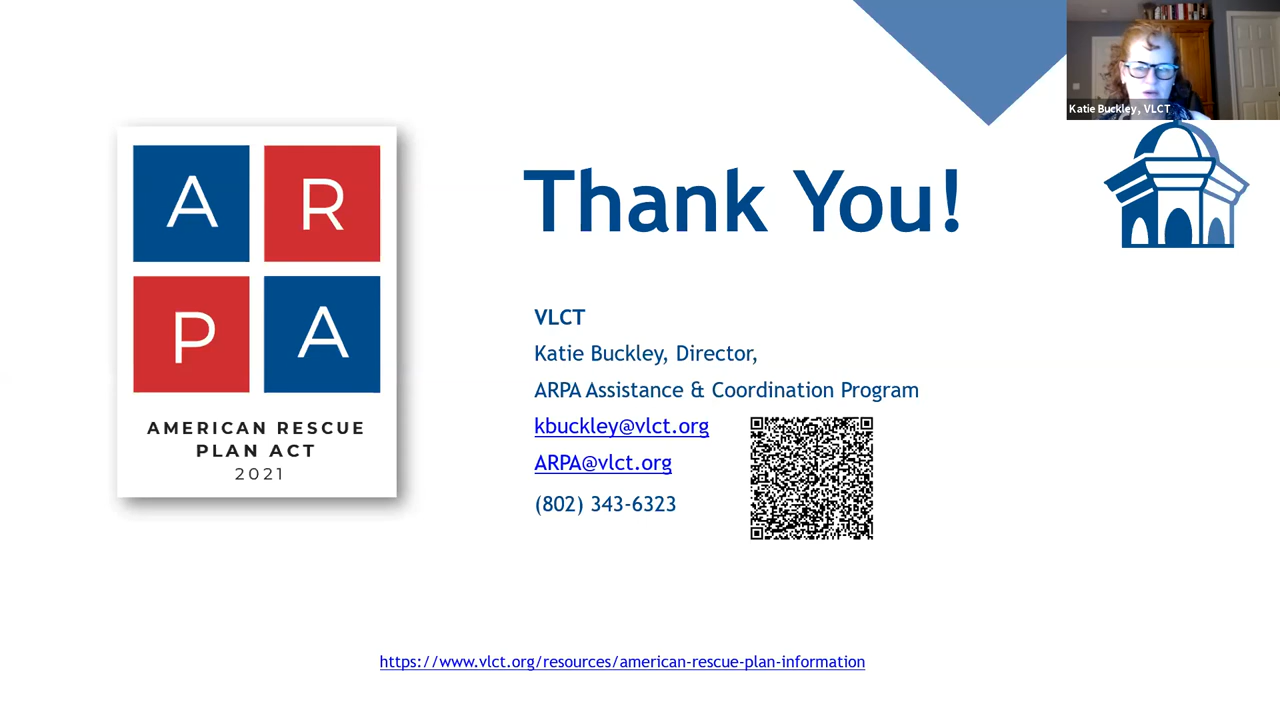 Katie Buckley, VLCT
A R
P A
AMERICAN RESCUE
PLAN ACT
2021
Thank You!
VLCT
Katie Buckley, Director,
ARPA Assistance & Coordination Program
kbuckley@vlct.org
ARPA@vlct.org
(802) 343-6323
https://www.vlct.org/resources/american-rescue-plan-information